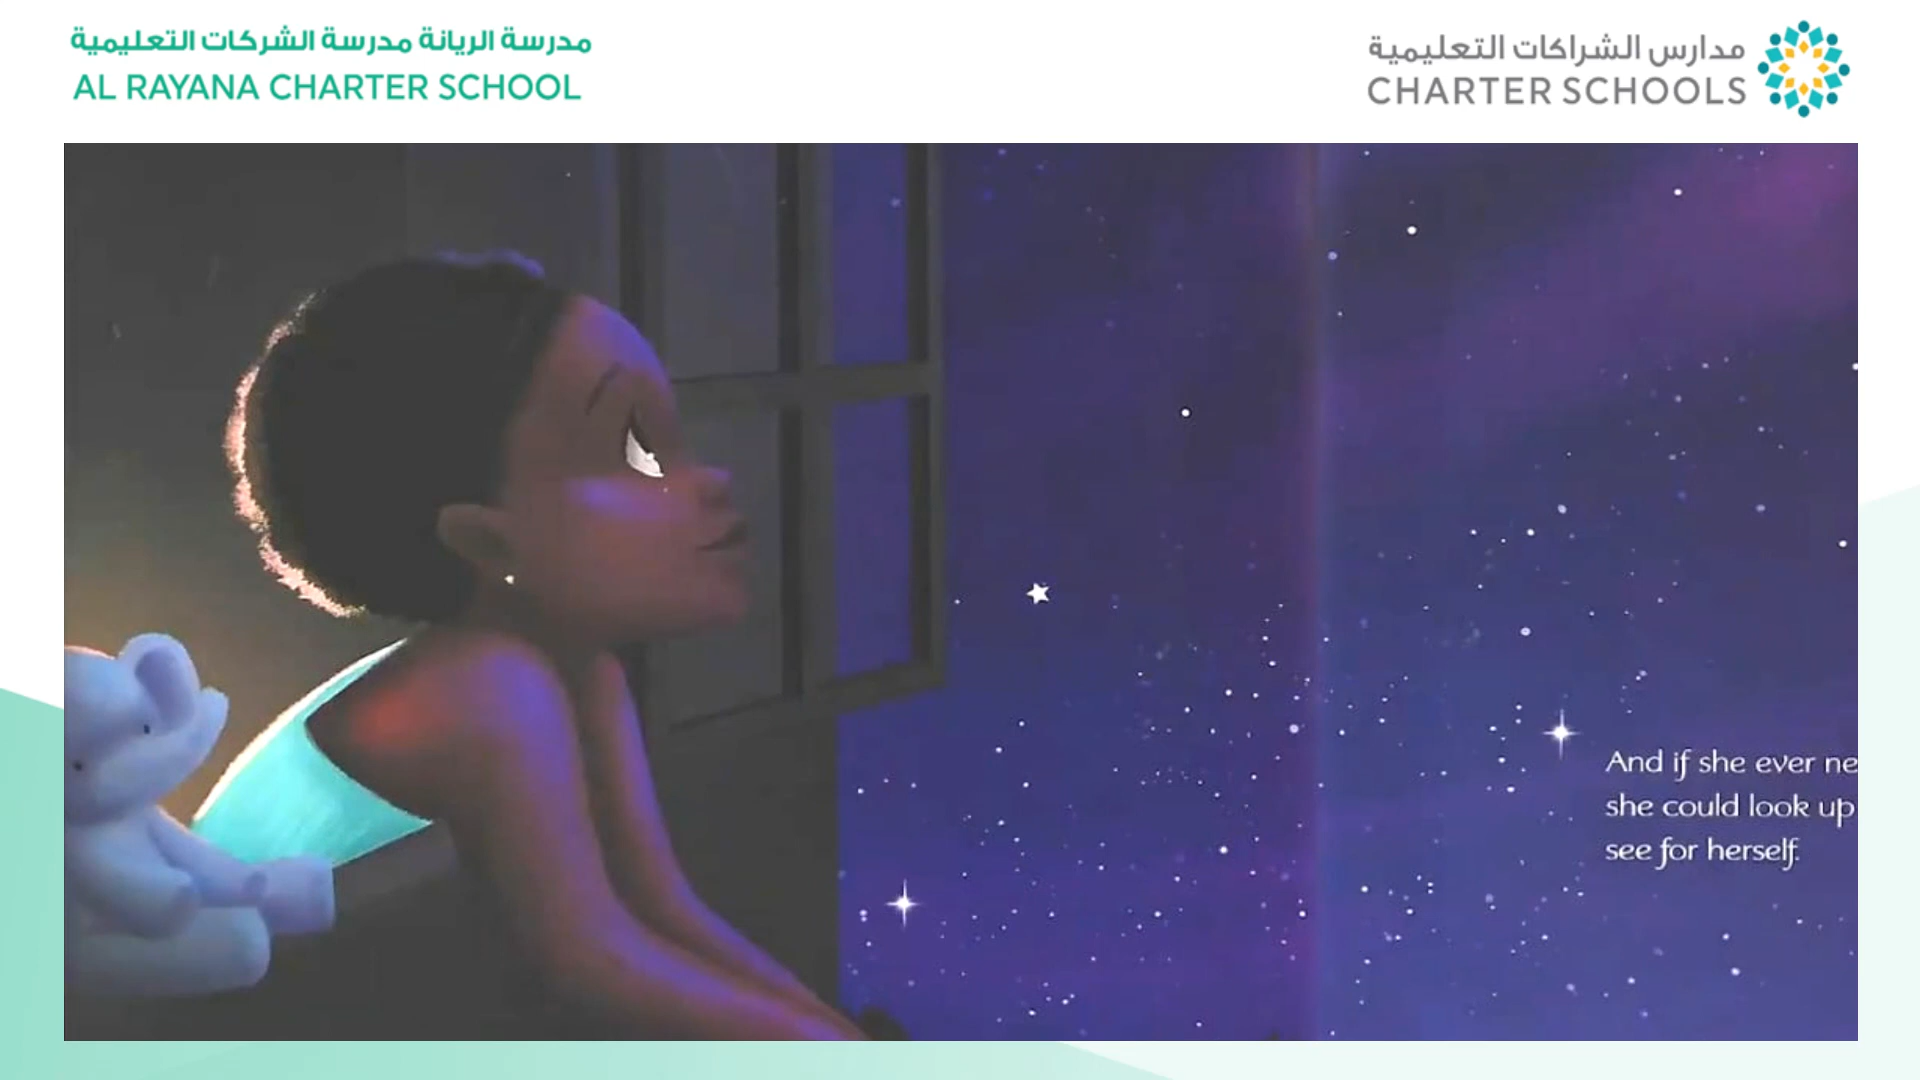 مدرسة الريانة مدرسة الشركات التعليمية
AL RAYANA CHARTER SCHOOL
مدارس الشراكات التعليمية
CHARTER SCHOOLS
And if she ever ne
she could look up
see for herself.